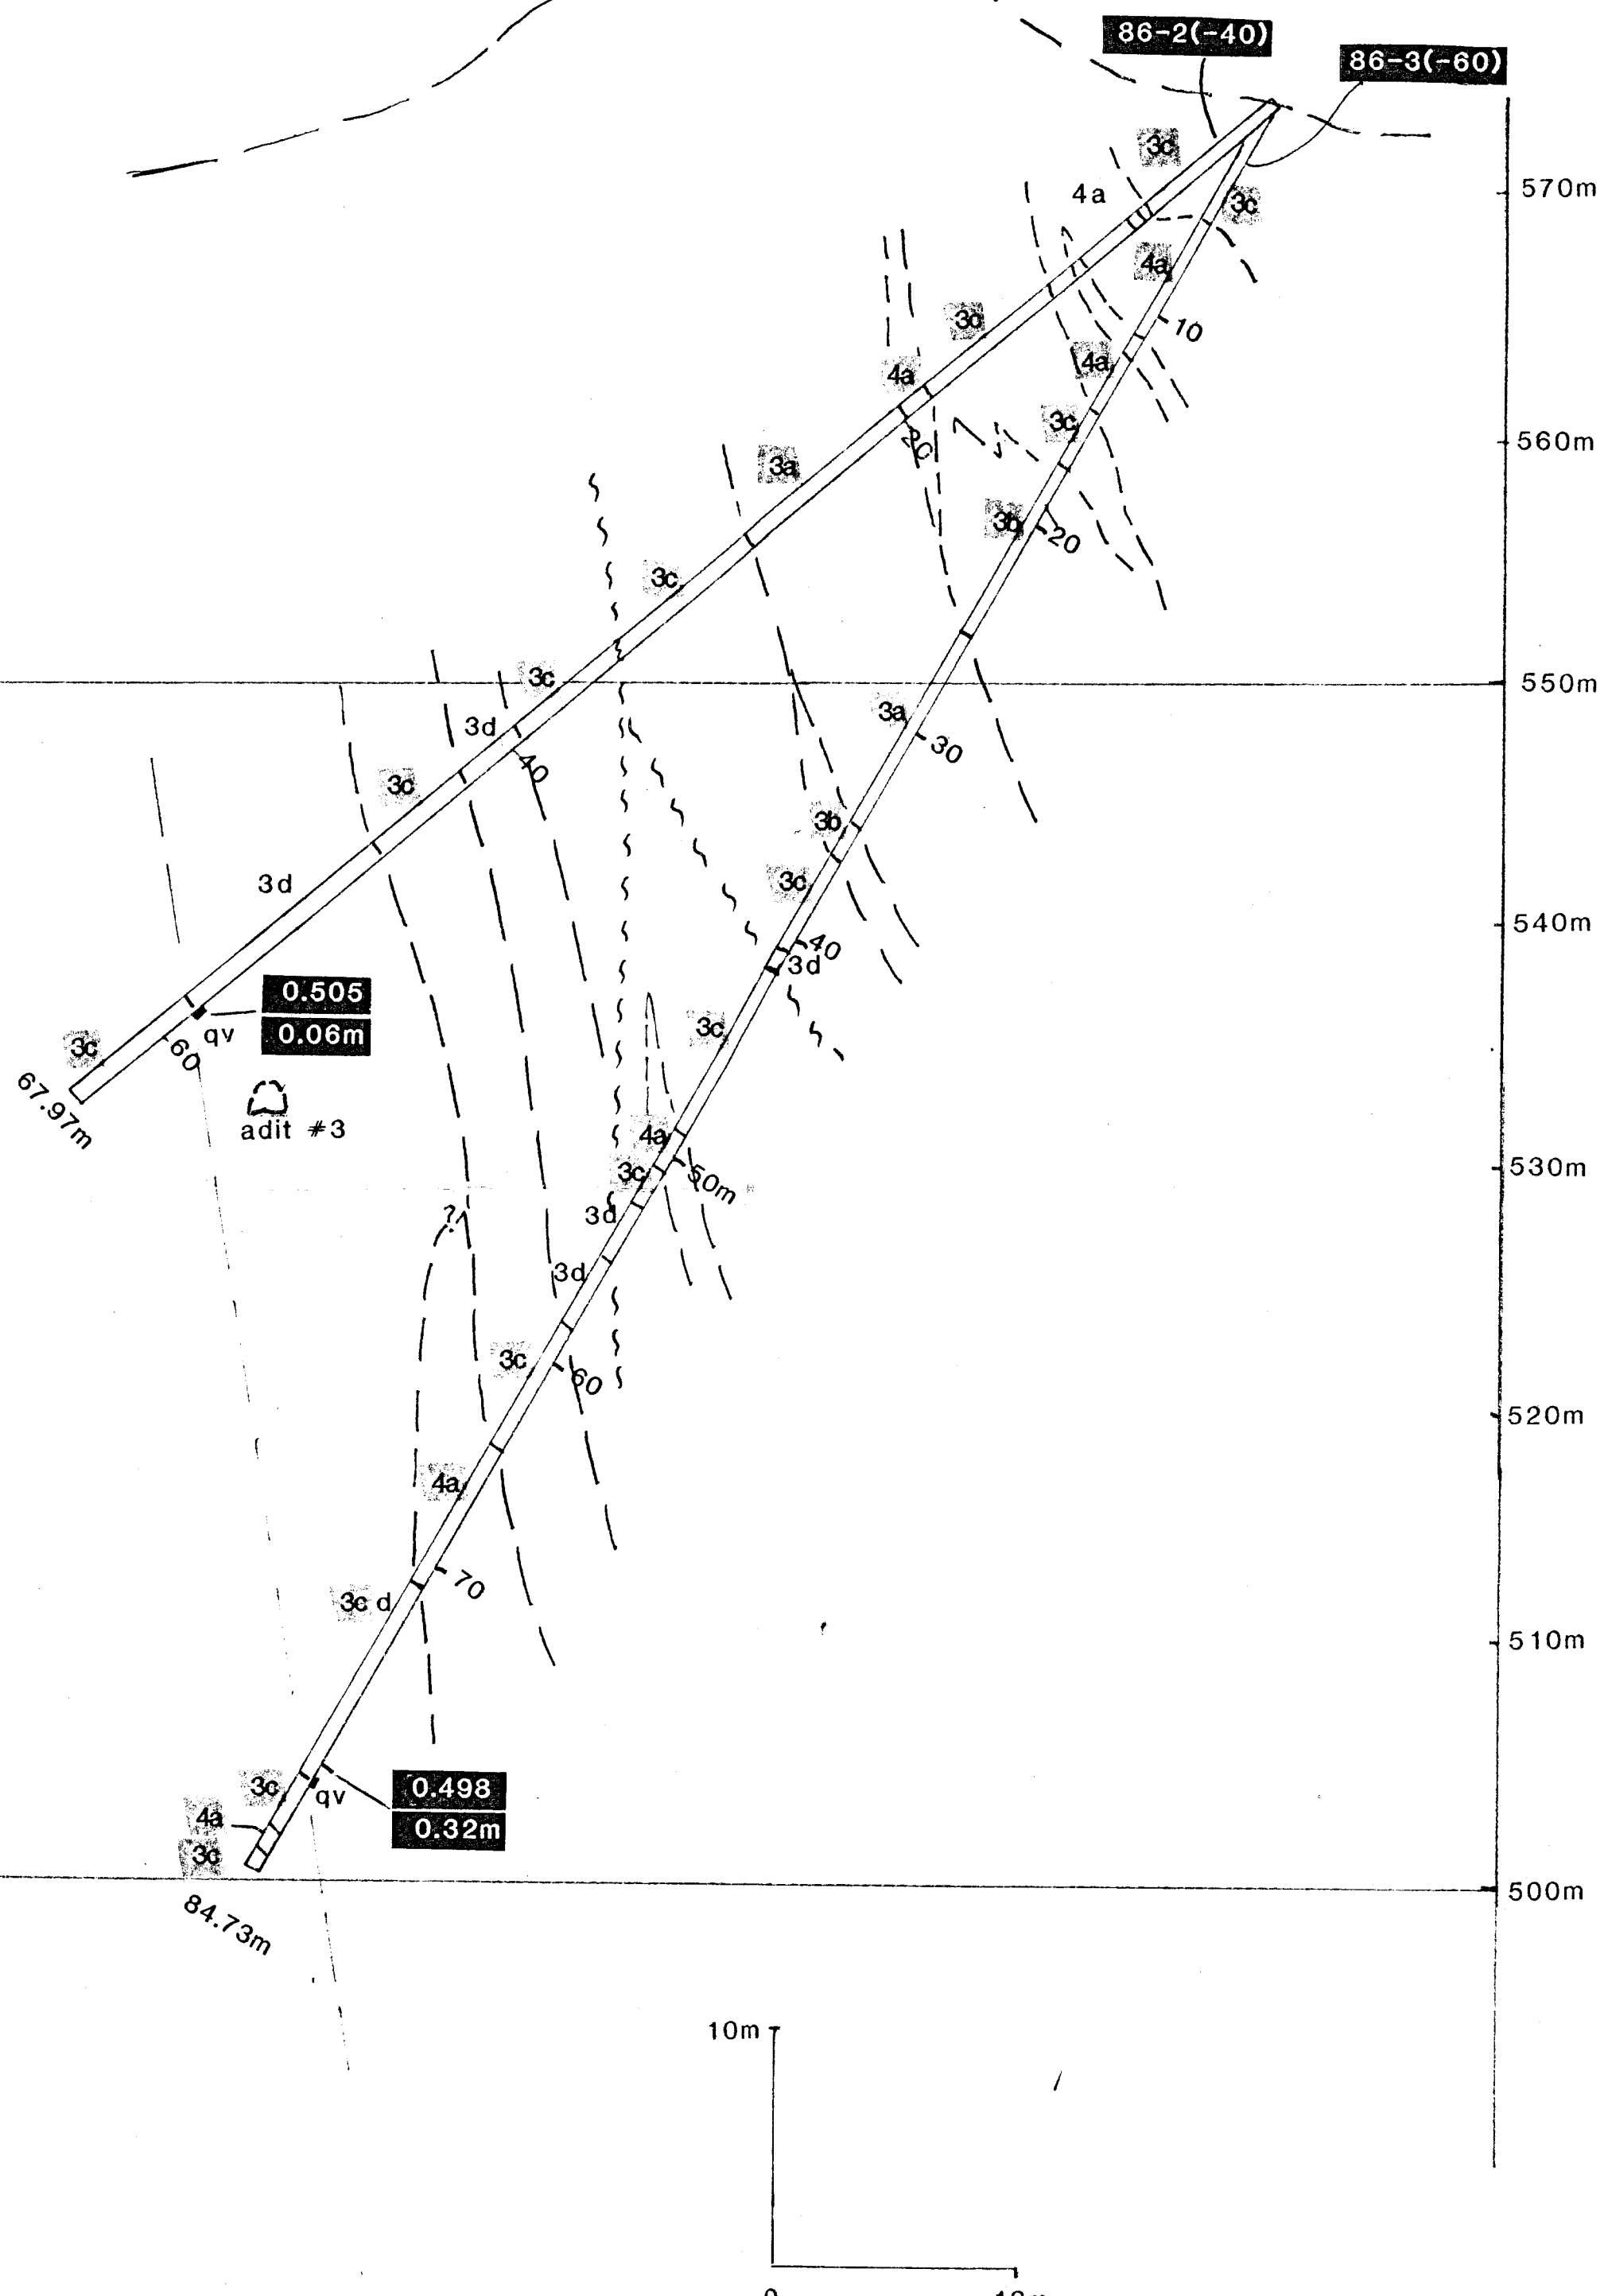 86-2(-40)
86-3(-60)
3c
570m
4a
3c
4a
10
3c
4a
4a
3c
20
560m
3a
3b
20
3c
3c
550m
3d
3a
30
40
3c
3b
3d
3c
540m
40
3d
0.505
qv
0.06m
3c
60
3c
67.97m
adit #3
4a
530m
3c
50m
3d
?
3d
3c
60
520m
4a
70
3c d
510m
3c
qv
0.498
4a
0.32m
3c
500m
84.73m
10m
0